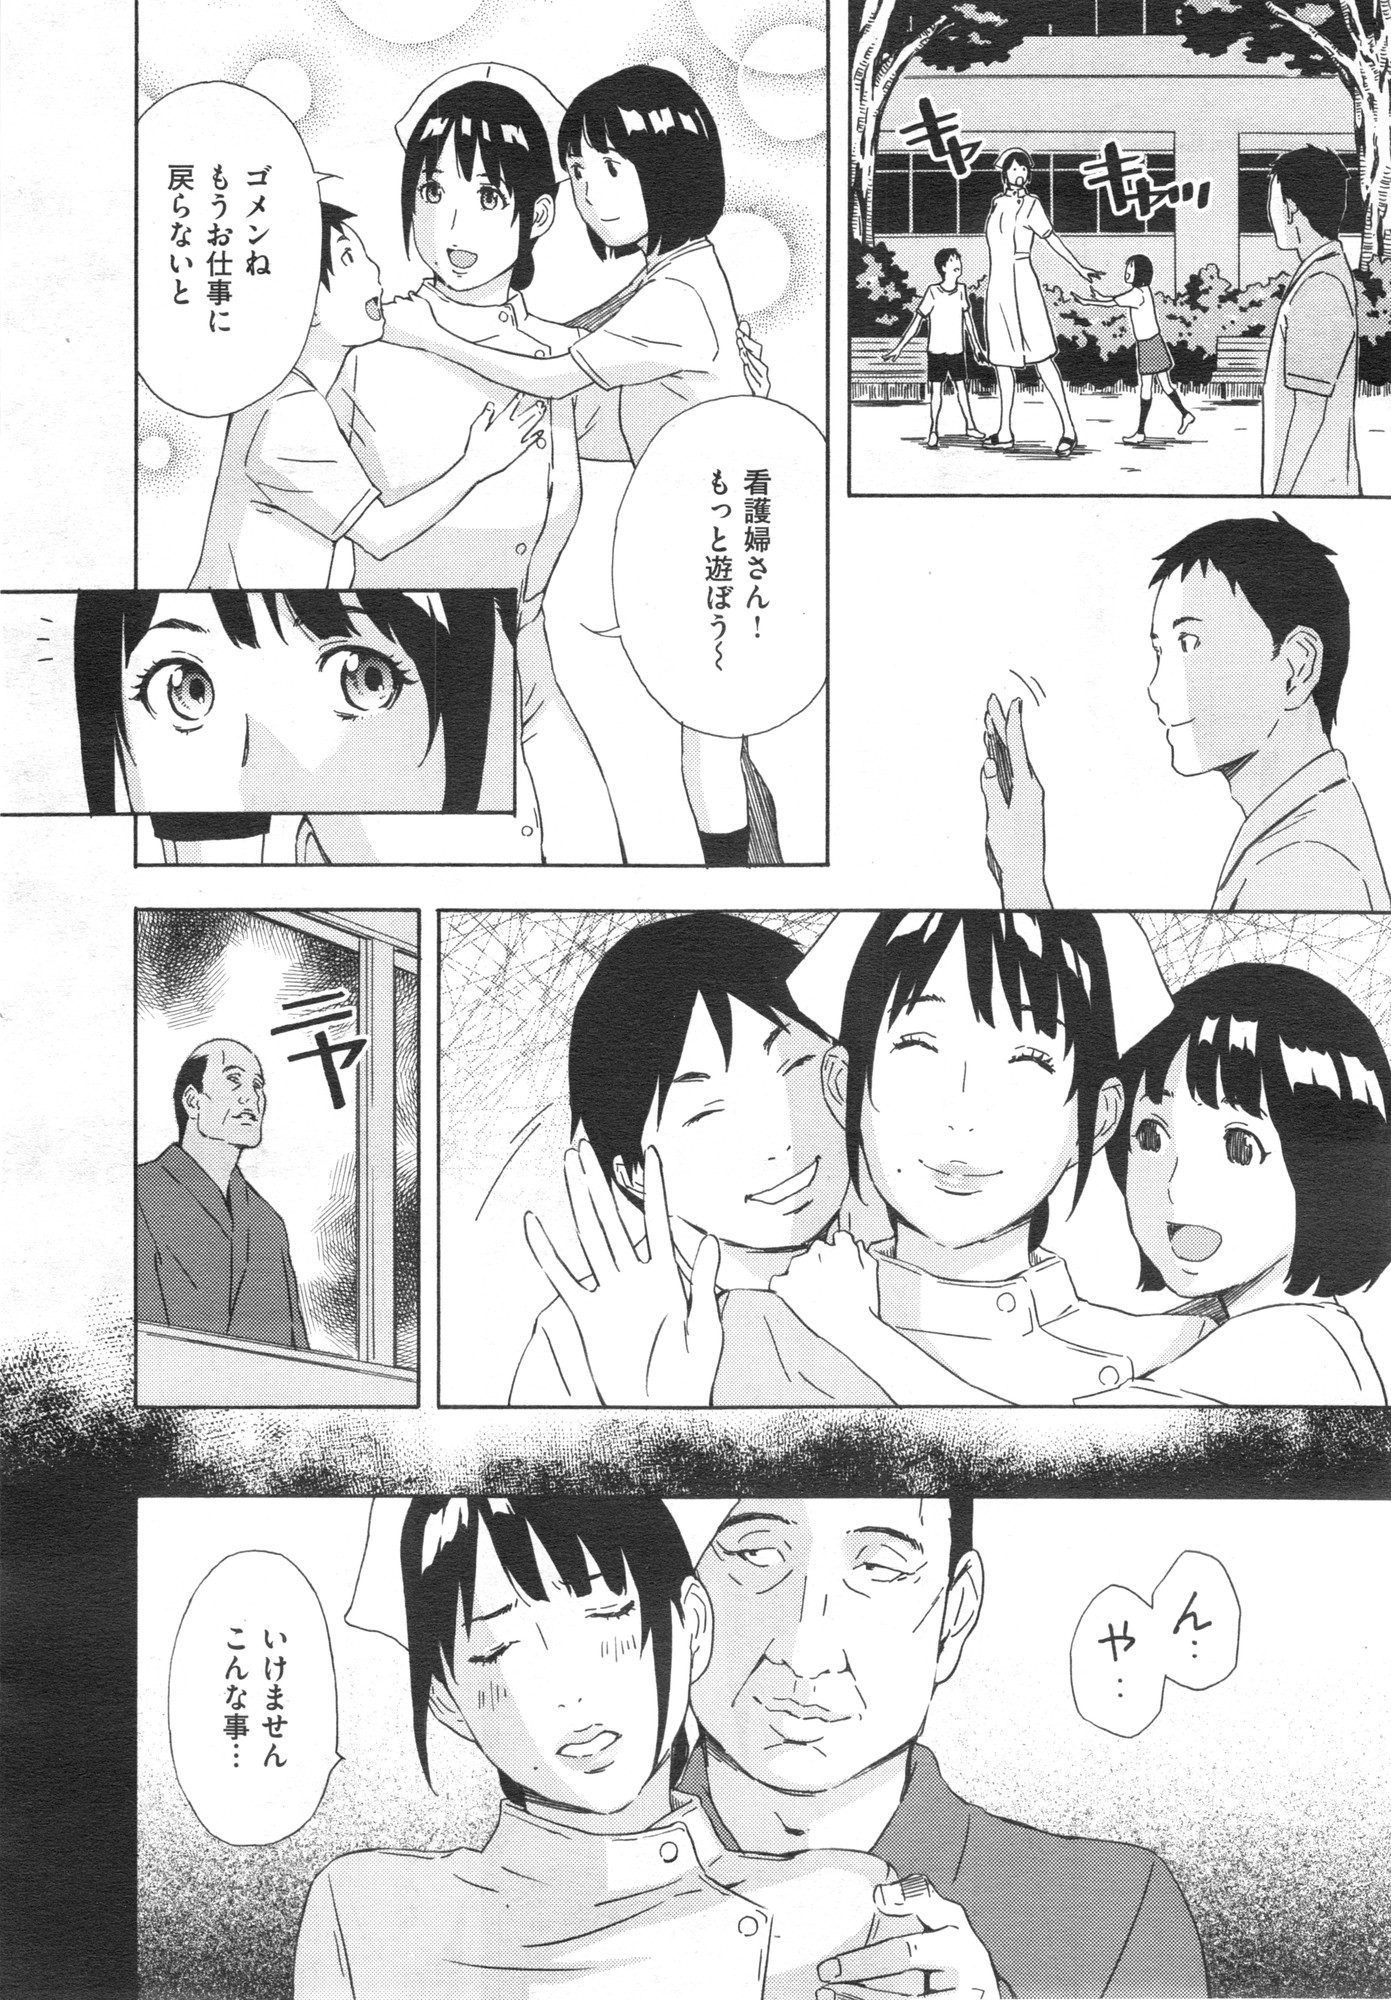 キャ
キャッッ
看護婦さん!
もっと遊ぼう〜
ゴメンね
もうお仕事に
戻らないと
ニヤ
ん‥
や‥
いけません
こんな事…